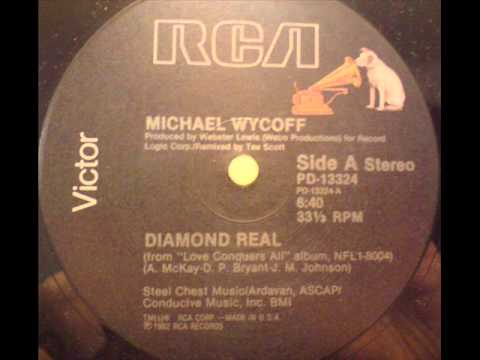 RCA
Victor
MICHAEL WYCOFF
Produced by Webster Lewis (Webo Productions) for Record
Logic Corp./Remixed by Tee Scott
Side A Stereo
PD-13324
PD-13324-A
6:40
33⅓ RPM
DIAMOND REAL
(from "Love Conquers All" album, NFL1-8004)
(A. McKay-D. P. Bryant-J. M. Johnson)
Steel Chest Music/Ardavan, ASCAP/
Conducive Music, Inc. BMI
RCA CORP.—MADE IN U.S.A.
℗1982 RCA RECORDS